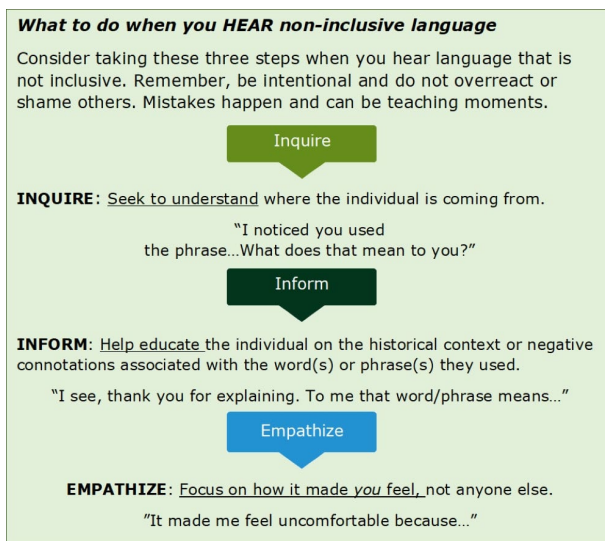 What to do when you HEAR non-inclusive language
Consider taking these three steps when you hear language that is
not inclusive. Remember, be intentional and do not overreact or
shame others. Mistakes happen and can be teaching moments.
Inquire
INQUIRE: Seek to understand where the individual is coming from.
“I noticed you used
the phrase…What does that mean to you?”
Inform
INFORM: Help educate the individual on the historical context or negative
connotations associated with the word(s) or phrase(s) they used.
“I see, thank you for explaining. To me that word/phrase means…”
Empathize
EMPATHIZE: Focus on how it made you feel, not anyone else.
”It made me feel uncomfortable because…”